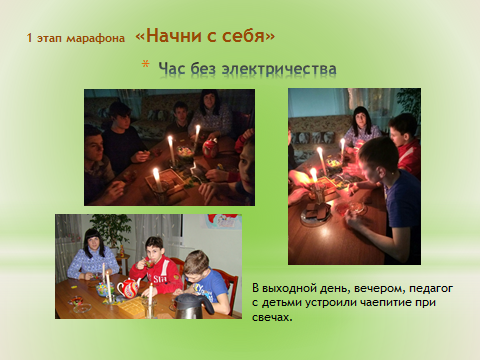 1 этап марафона «Начни с себя»
* Час без электричества
В выходной день, вечером, педагог
с детьми устроили чаепитие при
свечах.